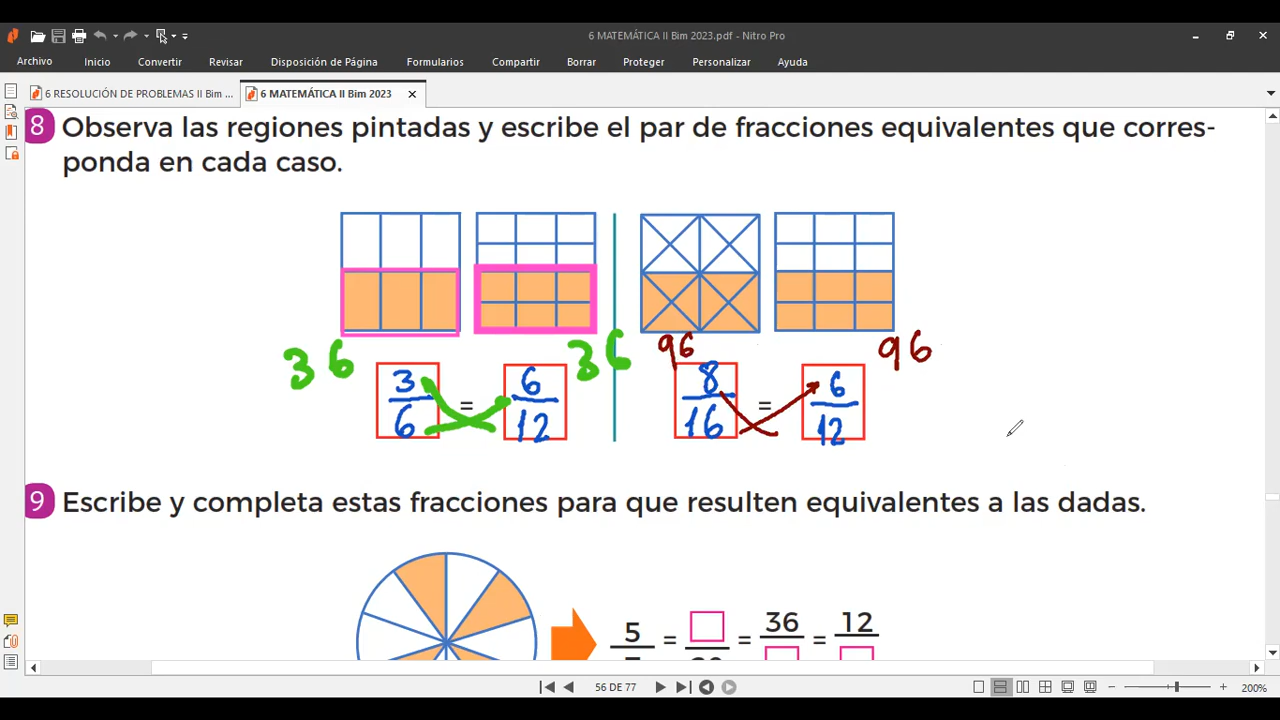 6 MATEMÁTICA II Bim 2023.pdf - Nitro Pro
Archivo Inicio Convertir Revisar Disposición de Página Formularios Compartir Borrar Proteger Personalizar Ayuda
6 RESOLUCIÓN DE PROBLEMAS II Bim ... 6 MATEMÁTICA II Bim 2023
8 Observa las regiones pintadas y escribe el par de fracciones equivalentes que corres-
ponda en cada caso.
36 36 96 96
3/6 = 6/12 8/16 = 6/12
9 Escribe y completa estas fracciones para que resulten equivalentes a las dadas.
5 = = 36 = 12
56 DE 77 200%